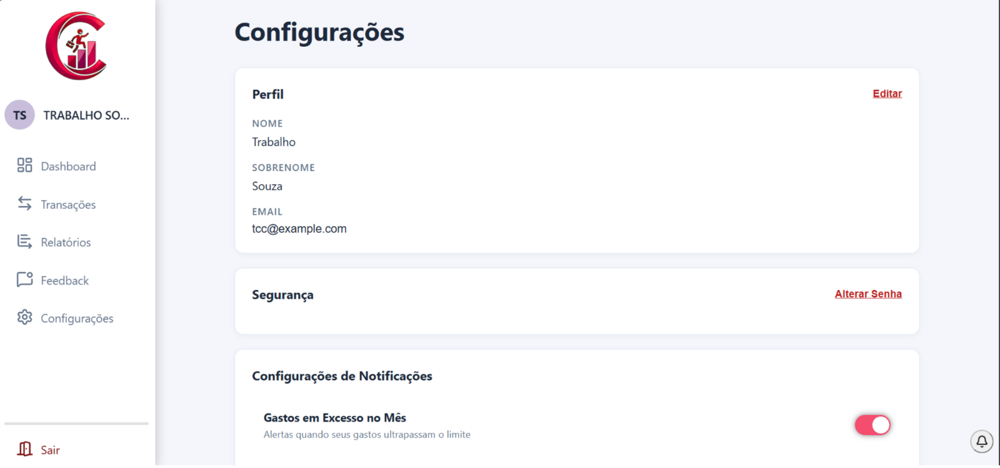 TS TRABALHO SO...
Dashboard
Transações
Relatórios
Feedback
Configurações
Sair
Configurações
Perfil
Editar
NOME
Trabalho
SOBRENOME
Souza
EMAIL
tcc@example.com
Segurança
Alterar Senha
Configurações de Notificações
Gastos em Excesso no Mês
Alertas quando seus gastos ultrapassam o limite